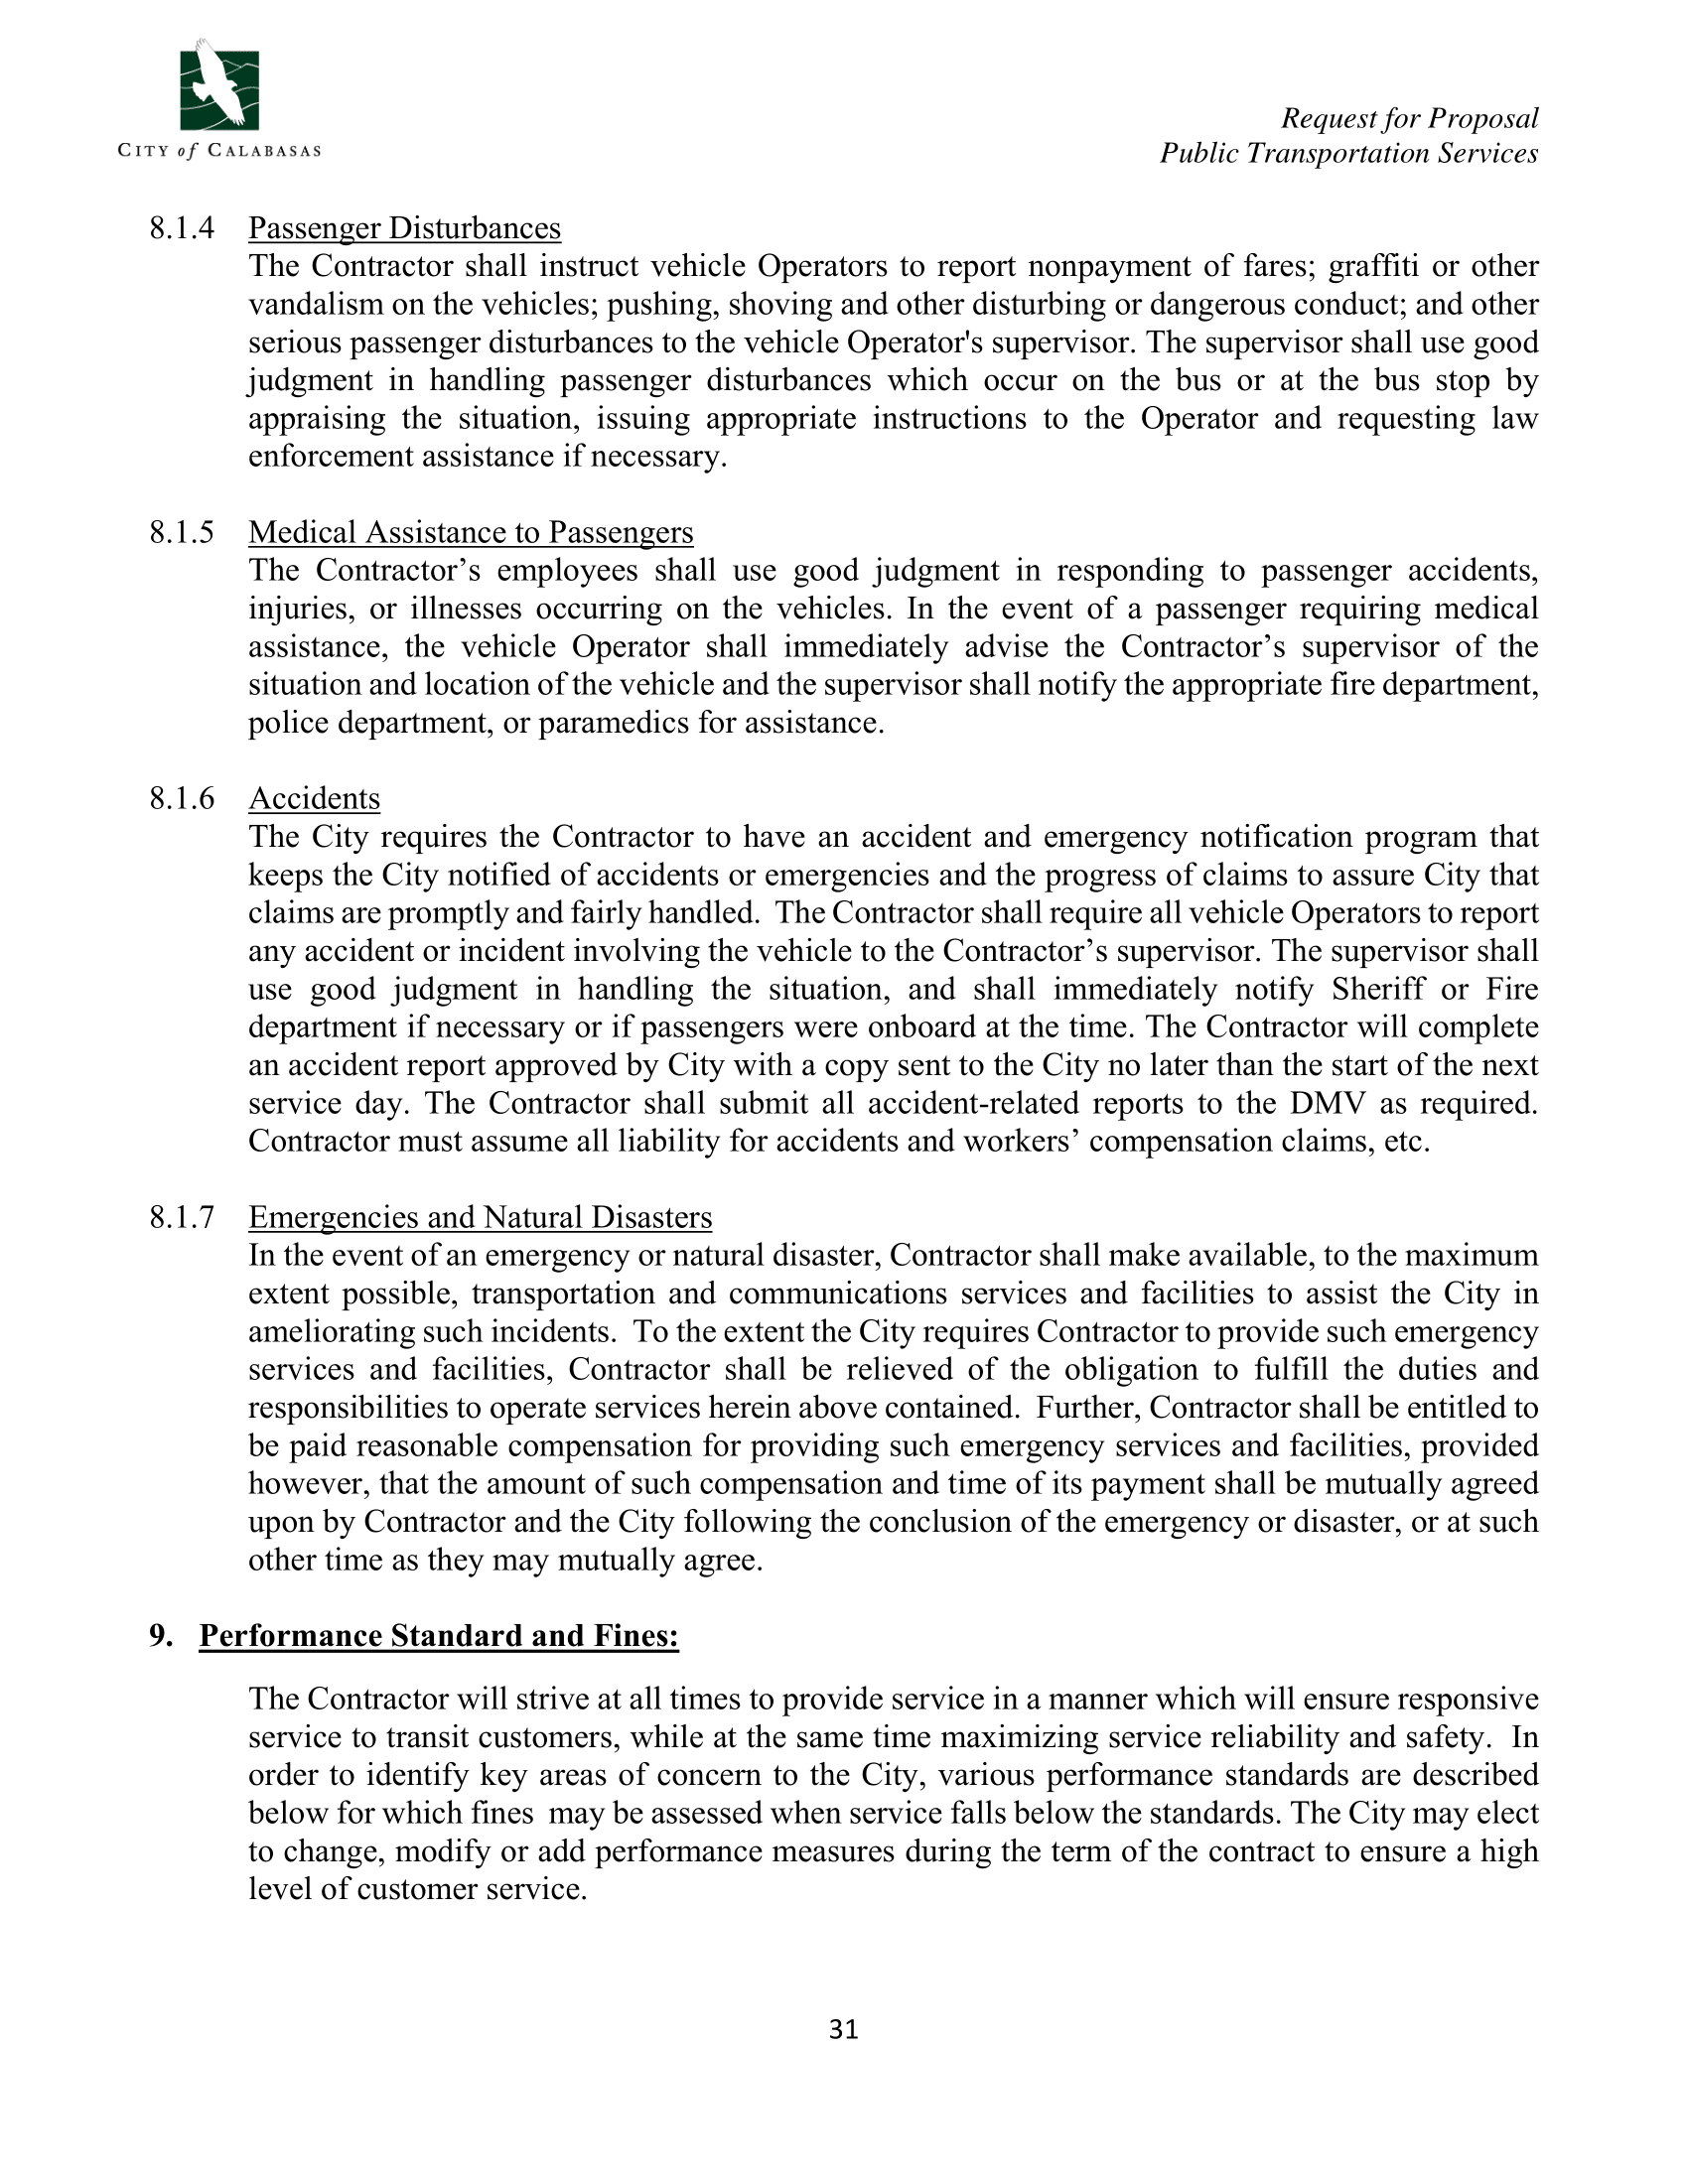 CITY of CALABASAS
Request for Proposal
Public Transportation Services
8.1.4 Passenger Disturbances
The Contractor shall instruct vehicle Operators to report nonpayment of fares; graffiti or other
vandalism on the vehicles; pushing, shoving and other disturbing or dangerous conduct; and other
serious passenger disturbances to the vehicle Operator's supervisor. The supervisor shall use good
judgment in handling passenger disturbances which occur on the bus or at the bus stop by
appraising the situation, issuing appropriate instructions to the Operator and requesting law
enforcement assistance if necessary.
8.1.5 Medical Assistance to Passengers
The Contractor’s employees shall use good judgment in responding to passenger accidents,
injuries, or illnesses occurring on the vehicles. In the event of a passenger requiring medical
assistance, the vehicle Operator shall immediately advise the Contractor’s supervisor of the
situation and location of the vehicle and the supervisor shall notify the appropriate fire department,
police department, or paramedics for assistance.
8.1.6 Accidents
The City requires the Contractor to have an accident and emergency notification program that
keeps the City notified of accidents or emergencies and the progress of claims to assure City that
claims are promptly and fairly handled.  The Contractor shall require all vehicle Operators to report
any accident or incident involving the vehicle to the Contractor’s supervisor. The supervisor shall
use good judgment in handling the situation, and shall immediately notify Sheriff or Fire
department if necessary or if passengers were onboard at the time. The Contractor will complete
an accident report approved by City with a copy sent to the City no later than the start of the next
service day. The Contractor shall submit all accident-related reports to the DMV as required.
Contractor must assume all liability for accidents and workers’ compensation claims, etc.
8.1.7 Emergencies and Natural Disasters
In the event of an emergency or natural disaster, Contractor shall make available, to the maximum
extent possible, transportation and communications services and facilities to assist the City in
ameliorating such incidents.  To the extent the City requires Contractor to provide such emergency
services and facilities, Contractor shall be relieved of the obligation to fulfill the duties and
responsibilities to operate services herein above contained.  Further, Contractor shall be entitled to
be paid reasonable compensation for providing such emergency services and facilities, provided
however, that the amount of such compensation and time of its payment shall be mutually agreed
upon by Contractor and the City following the conclusion of the emergency or disaster, or at such
other time as they may mutually agree.
9. Performance Standard and Fines:
The Contractor will strive at all times to provide service in a manner which will ensure responsive
service to transit customers, while at the same time maximizing service reliability and safety.  In
order to identify key areas of concern to the City, various performance standards are described
below for which fines  may be assessed when service falls below the standards. The City may elect
to change, modify or add performance measures during the term of the contract to ensure a high
level of customer service.
31